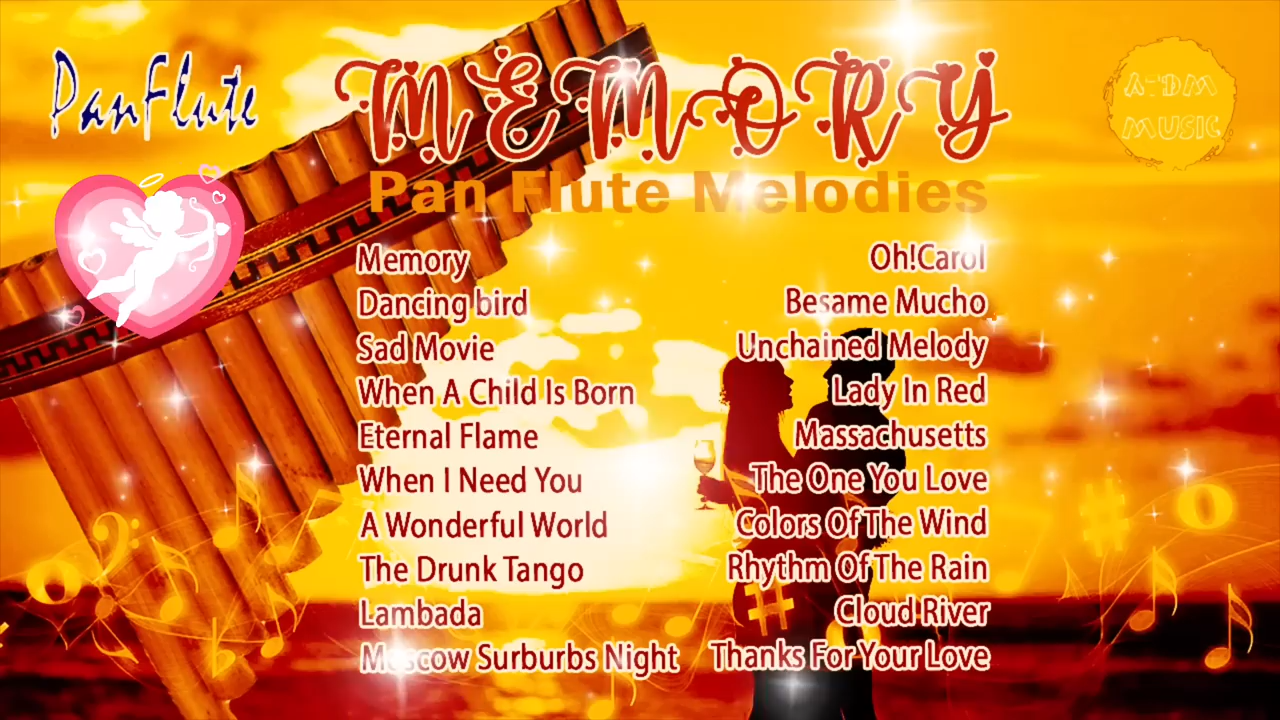 PanFlute
MEMORY
A-DM
MUSIC
Pan Flute Melodies
Memory
Dancing bird
Sad Movie
When A Child Is Born
Eternal Flame
When I Need You
A Wonderful World
The Drunk Tango
Lambada
Moscow Surburbs Night
Oh!Carol
Besame Mucho
Unchained Melody
Lady In Red
Massachusetts
The One You Love
Colors Of The Wind
Rhythm Of The Rain
Cloud River
Thanks For Your Love